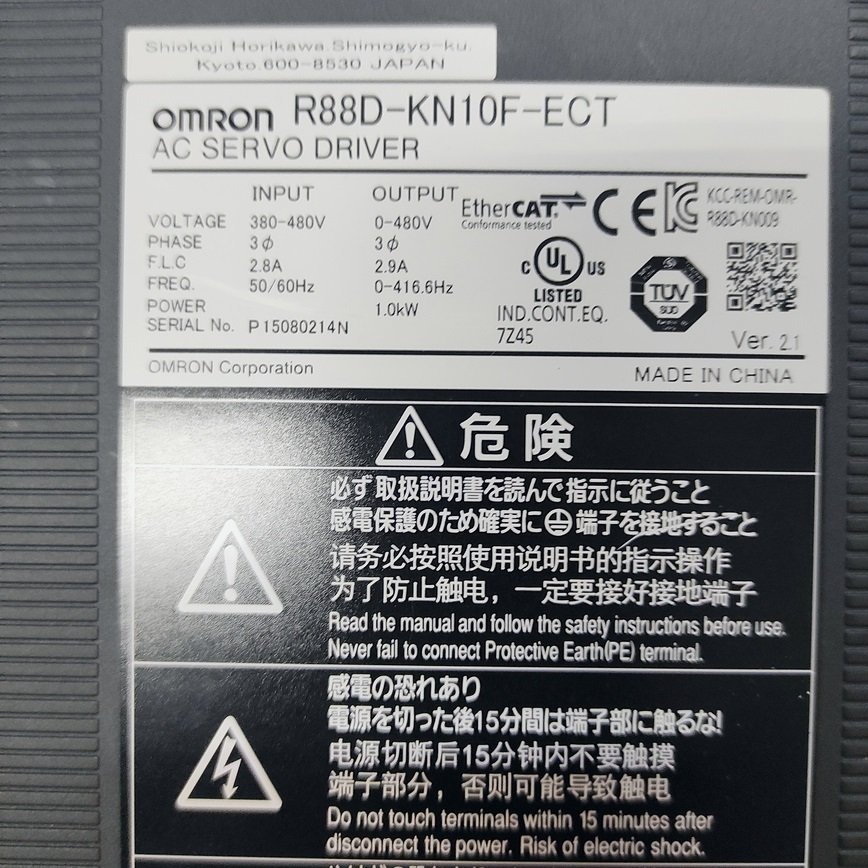 Shiokoji Horikawa.Shimogyo-ku.
Kyoto.600-8530 JAPAN
OMRON R88D-KN10F-ECT
AC SERVO DRIVER
INPUT OUTPUT
VOLTAGE 380-480V 0-480V
PHASE 3ϕ 3ϕ
F.L.C 2.8A 2.9A
FREQ. 50/60Hz 0-416.6Hz
POWER 1.0kW
SERIAL No. P15080214N
EtherCAT®
Conformance tested
CE
KC
KCC-REM-OMR-
R88D-KN009
C UL US
LISTED
IND.CONT.EQ.
7Z45
TÜV
SÜD
Ver. 2.1
OMRON Corporation
MADE IN CHINA
危険
必ず取扱説明書を読んで指示に従うこと
感電保護のため確実に⏚端子を接地すること
请务必按照使用说明书的指示操作
为了防止触电，一定要接好接地端子
Read the manual and follow the safety instructions before use.
Never fail to connect Protective Earth(PE) terminal.
感電の恐れあり
電源を切った後15分間は端子部に触るな!
电源切断后15分钟内不要触摸
端子部分，否则可能导致触电
Do not touch terminals within 15 minutes after
disconnect the power. Risk of electric shock.